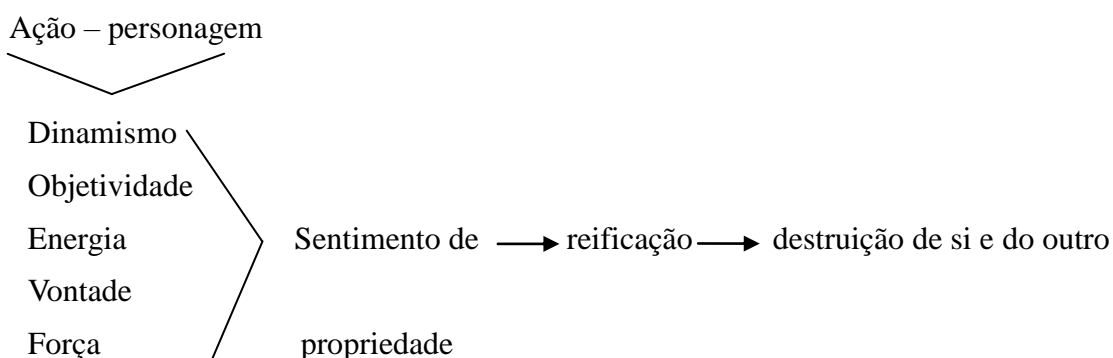 Ação – personagem
Dinamismo
Objetividade
Energia Sentimento de reificação destruição de si e do outro
Vontade
Força propriedade